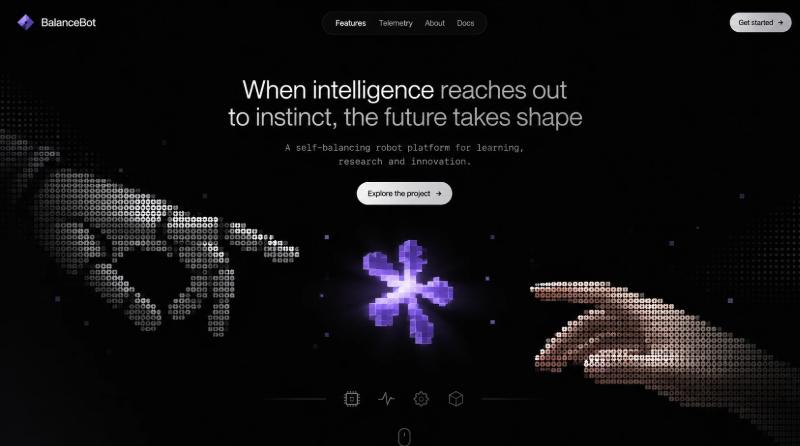 BalanceBot
Features Telemetry About Docs
Get started →
When intelligence reaches out
to instinct, the future takes shape
A self-balancing robot platform for learning,
research and innovation.
Explore the project →